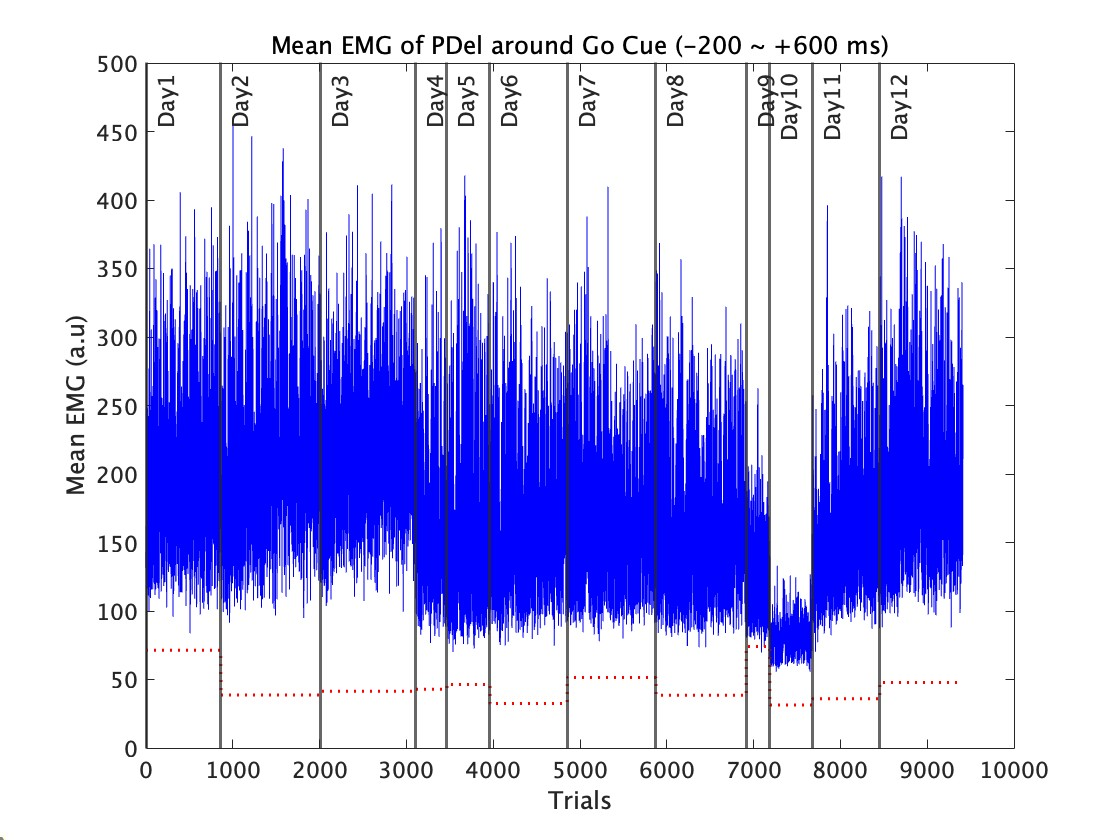 Mean EMG of PDel around Go Cue (-200 ~ +600 ms)
500
450
400
350
300
250
200
150
100
50
0
Mean EMG (a.u)
Day1
Day2
Day3
Day4
Day5
Day6
Day7
Day8
Day9
Day10
Day11
Day12
0 1000 2000 3000 4000 5000 6000 7000 8000 9000 10000
Trials